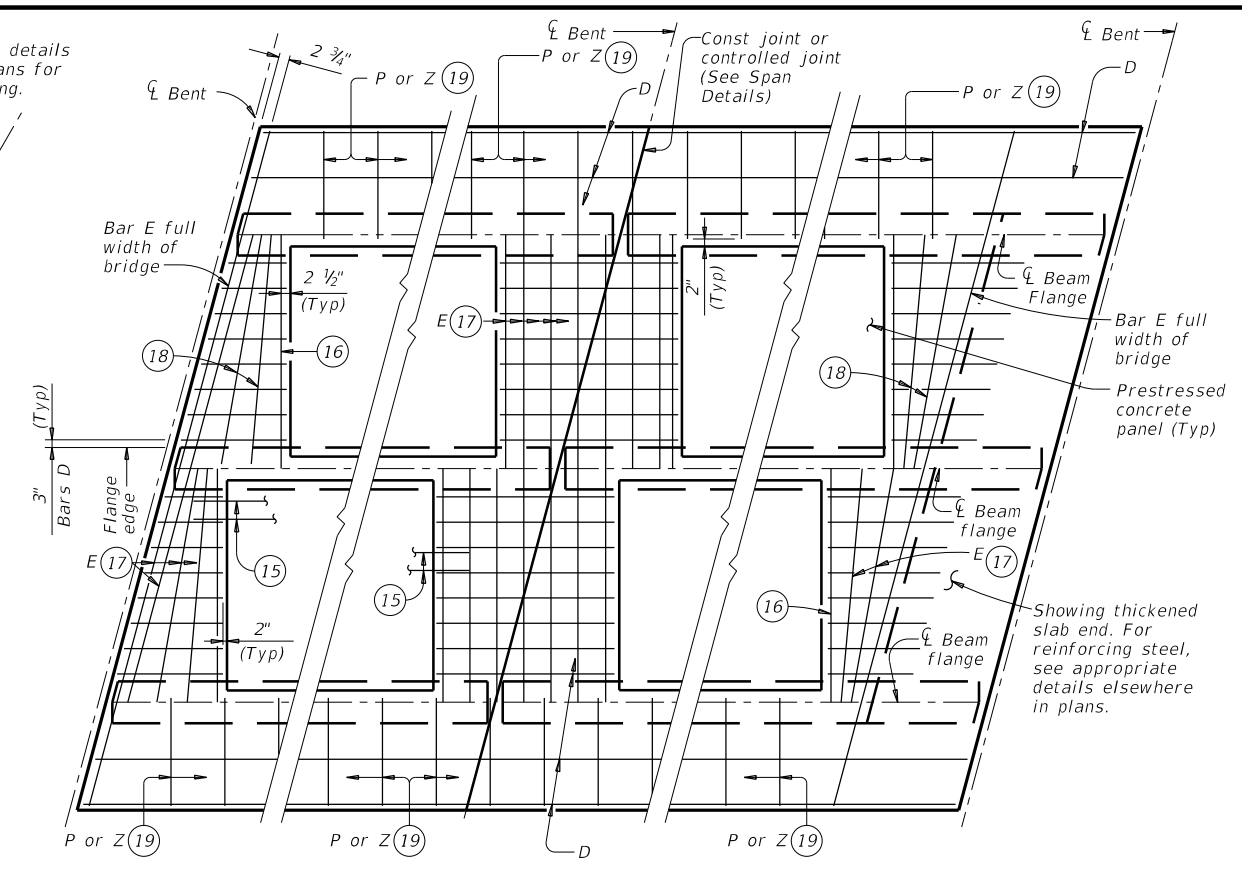 details
ans for
ng.
2 ¾"
℄ Bent
P or Z 19
℄ Bent
P or Z 19
D
Const joint or
controlled joint
(See Span
Details)
℄ Bent
D
P or Z 19
Bar E full
width of
bridge
2 ½"
(Typ)
E 17
2"
(Typ)
℄ Beam
Flange
Bar E full
width of
bridge
18
16
18
Prestressed
concrete
panel (Typ)
(Typ)
3"
Bars D
Flange
edge
E 17
15
15
℄ Beam
flange
E 17
16
2"
(Typ)
℄ Beam
flange
Showing thickened
slab end. For
reinforcing steel,
see appropriate
details elsewhere
in plans.
P or Z 19
P or Z 19
D
P or Z 19